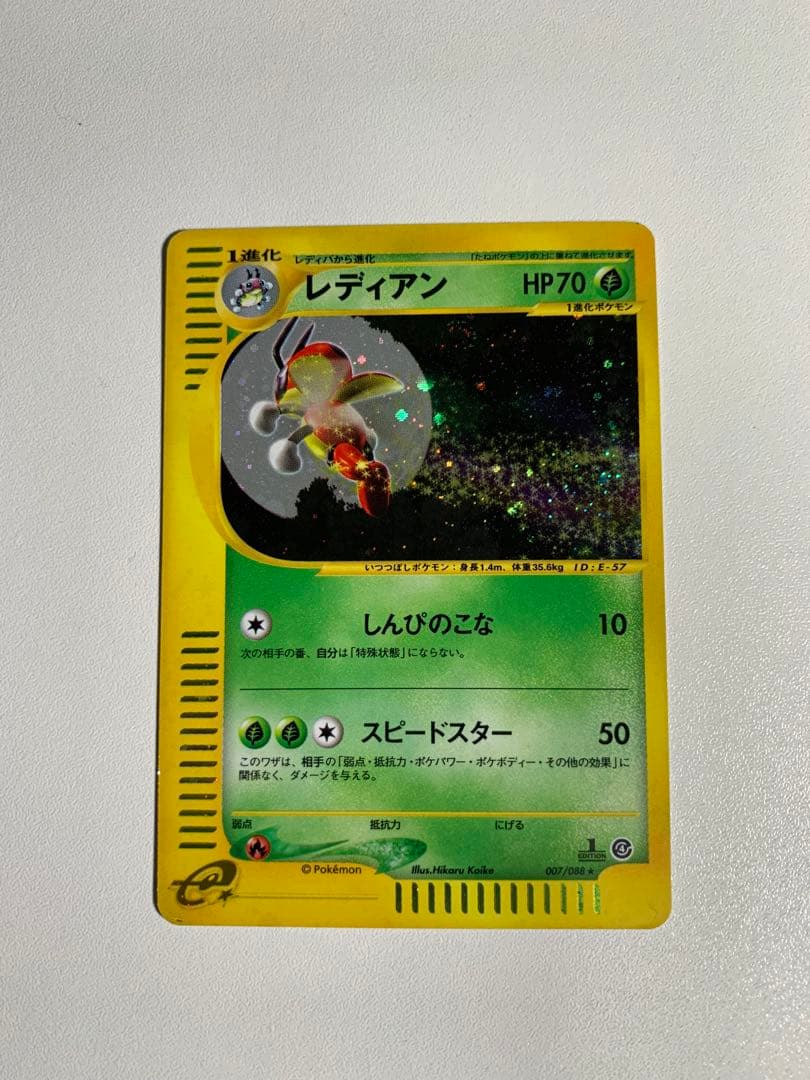 1進化
レディバから進化
「たねポケモン」の上に重ねて進化させます。
レディアン HP70
1進化ポケモン
いつつぼしポケモン：身長1.4m、体重35.6kg ID:E-57
しんぴのこな 10
次の相手の番、自分は「特殊状態」にならない。
スピードスター 50
このワザは、相手の「弱点・抵抗力・ポケパワー・ポケボディー・その他の効果」に
関係なく、ダメージを与える。
弱点 抵抗力 にげる
1
EDITION
© Pokémon Illus.Hikaru Koike 007/088★
e